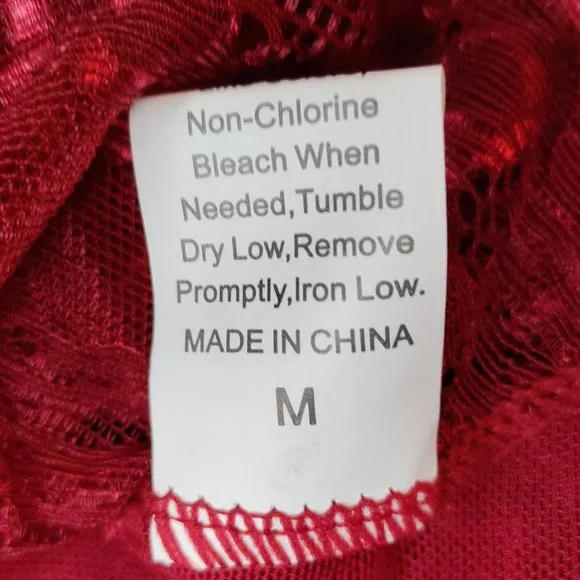 Non-Chlorine
Bleach When
Needed,Tumble
Dry Low,Remove
Promptly,Iron Low.
MADE IN CHINA
M